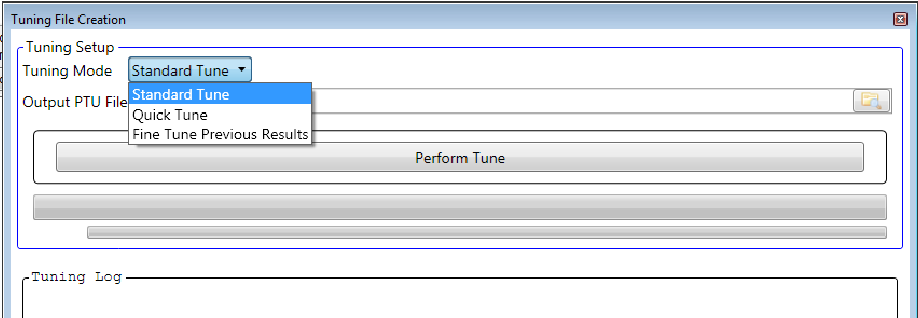 Tuning File Creation
Tuning Setup
Tuning Mode Standard Tune
Standard Tune
Output PTU File
Quick Tune
Fine Tune Previous Results
Perform Tune
Tuning Log